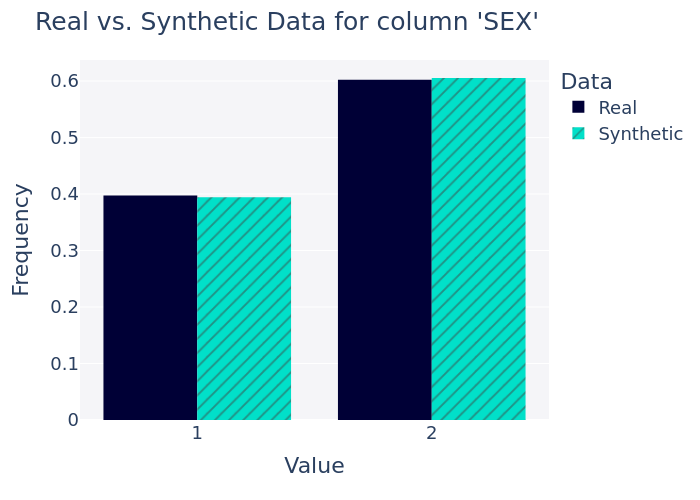 Real vs. Synthetic Data for column 'SEX'
Data
Real
Synthetic
Frequency
0.6
0.5
0.4
0.3
0.2
0.1
0
1 2
Value